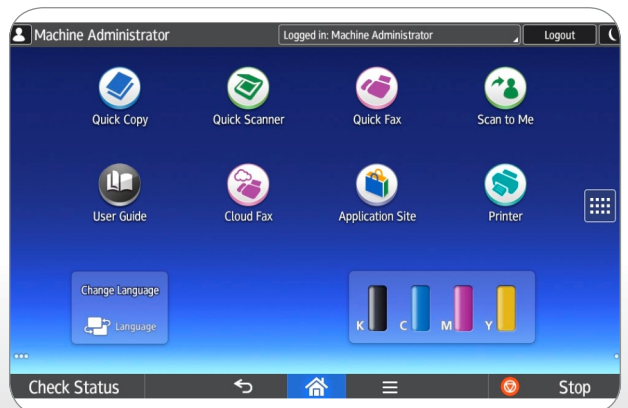 Machine Administrator
Logged in: Machine Administrator
Logout
Quick Copy
Quick Scanner
Quick Fax
Scan to Me
User Guide
Cloud Fax
Application Site
Printer
Change Language
Language
K
C
M
Y
Check Status
Stop